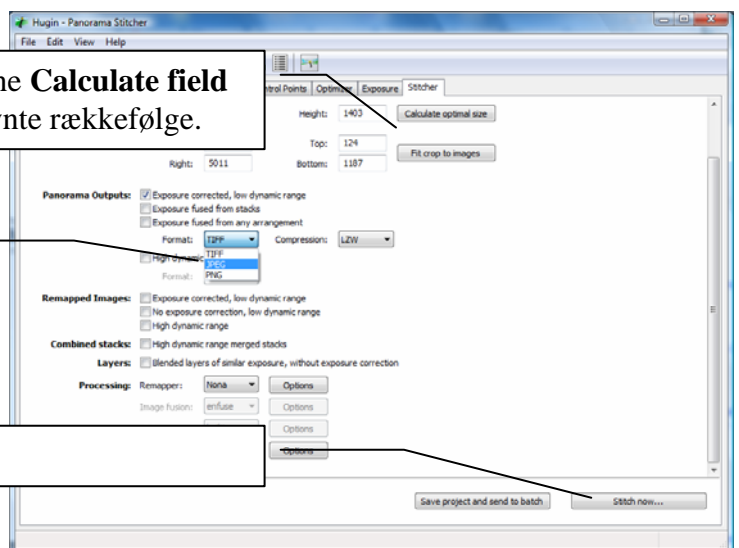 Hugin - Panorama Stitcher
File Edit View Help
ne Calculate field
nte rækkefølge.
ntrol Points Optimizer Exposure Stitcher
Height: 1403 Calculate optimal size
Top: 124
Fit crop to images
Right: 5011 Bottom: 1187
Panorama Outputs: Exposure corrected, low dynamic range
Exposure fused from stacks
Exposure fused from any arrangement
Format: TIFF Compression: LZW
High dynamic
TIFF
JPEG
PNG
Format:
Remapped Images: Exposure corrected, low dynamic range
No exposure correction, low dynamic range
High dynamic range
Combined stacks: High dynamic range merged stacks
Layers: Blended layers of similar exposure, without exposure correction
Processing: Remapper: Nona Options
Image fusion: enfuse Options
Options
Options
Save project and send to batch Stitch now...